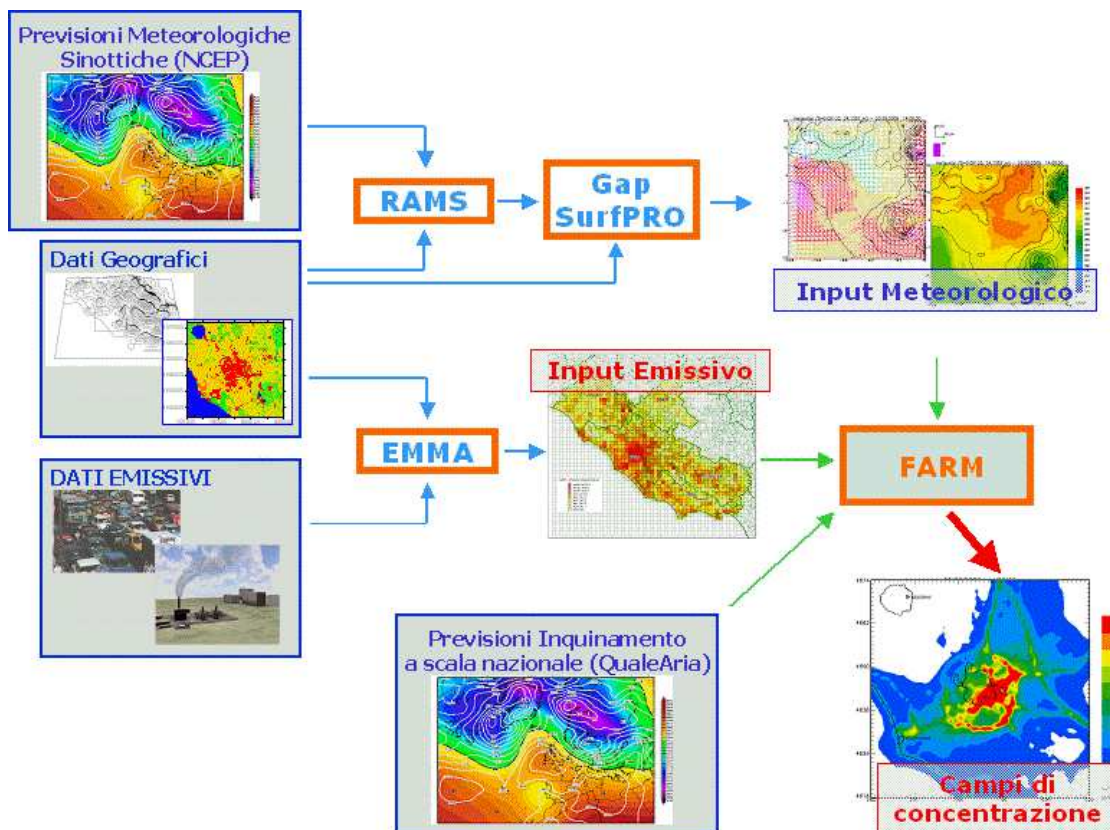 Previsioni Meteorologiche
Sinottiche (NCEP)
RAMS
Gap
SurfPRO
Input Meteorologico
Dati Geografici
Input Emissivo
EMMA
FARM
DATI EMISSIVI
Previsioni Inquinamento
a scala nazionale (QualeAria)
Campi di
concentrazione